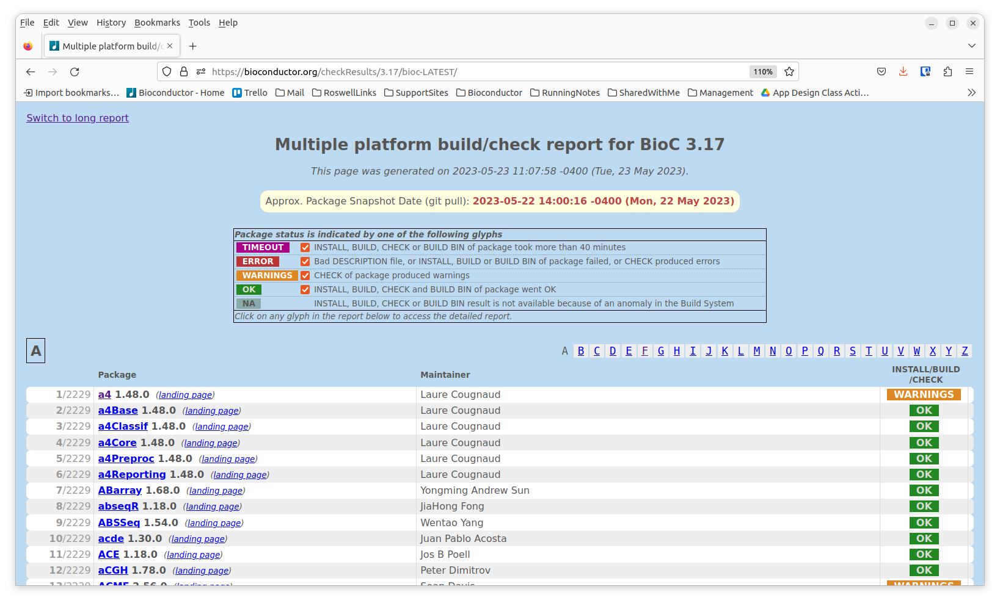 File Edit View History Bookmarks Tools Help
Multiple platform build/c
https://bioconductor.org/checkResults/3.17/bioc-LATEST/ 110%
Import bookmarks… Bioconductor - Home Trello Mail RoswellLinks SupportSites Bioconductor RunningNotes SharedWithMe Management App Design Class Acti…
Switch to long report
Multiple platform build/check report for BioC 3.17
This page was generated on 2023-05-23 11:07:58 -0400 (Tue, 23 May 2023).
Approx. Package Snapshot Date (git pull): 2023-05-22 14:00:16 -0400 (Mon, 22 May 2023)
Package status is indicated by one of the following glyphs
TIMEOUT INSTALL, BUILD, CHECK or BUILD BIN of package took more than 40 minutes
ERROR Bad DESCRIPTION file, or INSTALL, BUILD or BUILD BIN of package failed, or CHECK produced errors
WARNINGS CHECK of package produced warnings
OK INSTALL, BUILD, CHECK and BUILD BIN of package went OK
NA INSTALL, BUILD, CHECK or BUILD BIN result is not available because of an anomaly in the Build System
Click on any glyph in the report below to access the detailed report.
A A B C D E F G H I J K L M N O P Q R S T U V W X Y Z
Package Maintainer INSTALL/BUILD
/CHECK
1/2229 a4 1.48.0 (landing page) Laure Cougnaud WARNINGS
2/2229 a4Base 1.48.0 (landing page) Laure Cougnaud OK
3/2229 a4Classif 1.48.0 (landing page) Laure Cougnaud OK
4/2229 a4Core 1.48.0 (landing page) Laure Cougnaud OK
5/2229 a4Preproc 1.48.0 (landing page) Laure Cougnaud OK
6/2229 a4Reporting 1.48.0 (landing page) Laure Cougnaud OK
7/2229 ABarray 1.68.0 (landing page) Yongming Andrew Sun OK
8/2229 abseqR 1.18.0 (landing page) JiaHong Fong OK
9/2229 ABSSeq 1.54.0 (landing page) Wentao Yang OK
10/2229 acde 1.30.0 (landing page) Juan Pablo Acosta OK
11/2229 ACE 1.18.0 (landing page) Jos B Poell OK
12/2229 aCGH 1.78.0 (landing page) Peter Dimitrov OK
13/2229 ACME 2.56.0 (landing page) Sean Davis WARNINGS